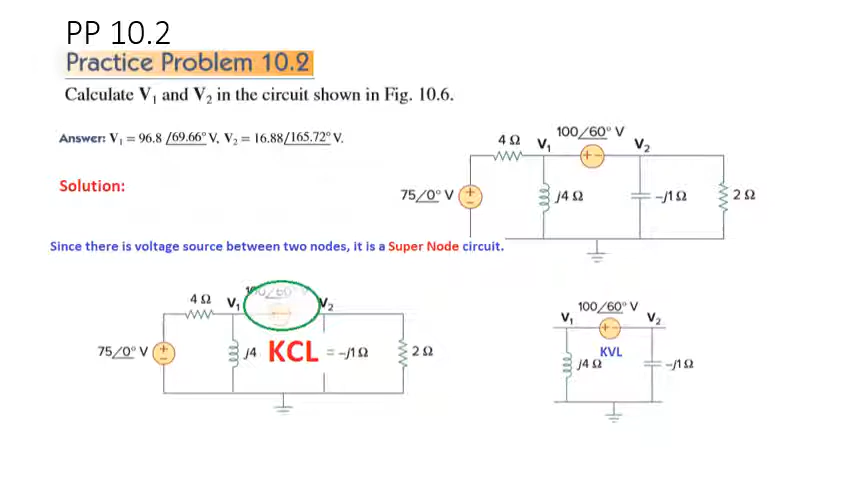 PP 10.2
Practice Problem 10.2
Calculate V₁ and V₂ in the circuit shown in Fig. 10.6.
Answer: V₁ = 96.8 /69.66° V, V₂ = 16.88/165.72° V.
4 Ω V₁ 100/60° V V₂
Solution:
75/0° V + − j4 Ω −j1 Ω 2 Ω
Since there is voltage source between two nodes, it is a Super Node circuit.
4 Ω V₁ V₂
75/0° V + − j4 KCL = −j1 Ω 2 Ω
100/60° V
V₁ + − V₂
KVL
j4 Ω −j1 Ω